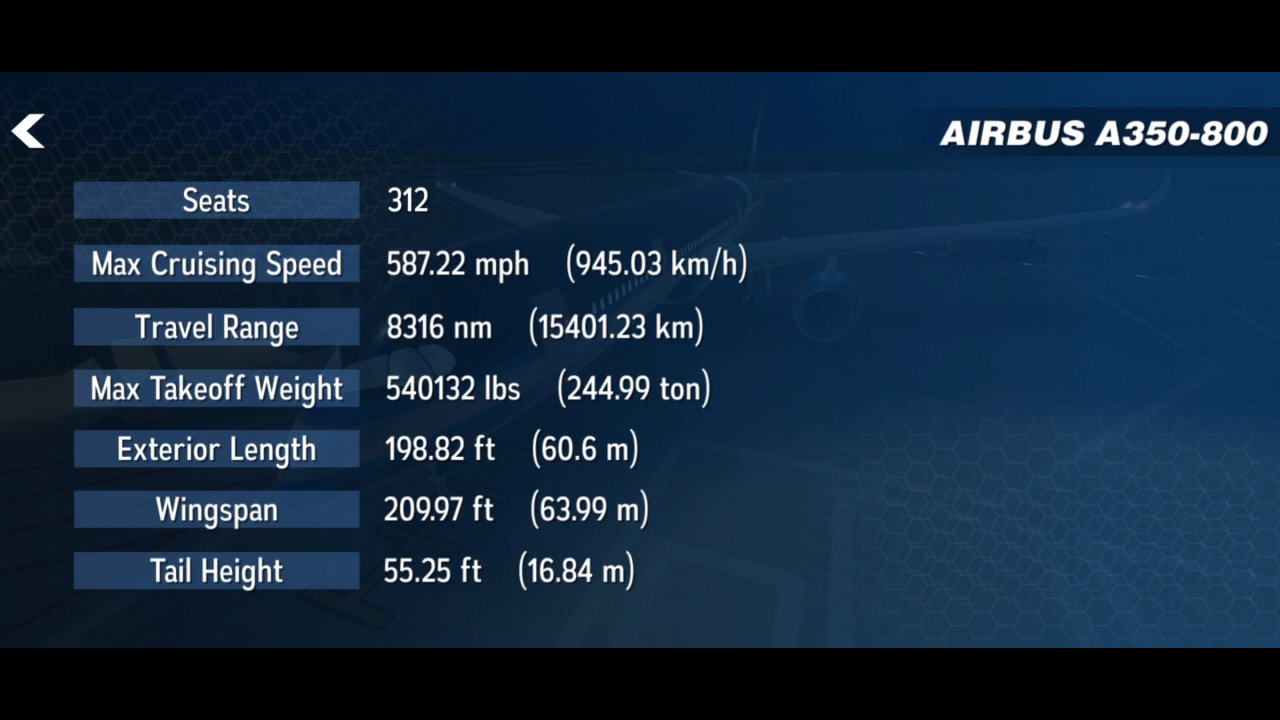 AIRBUS A350-800
Seats 312
Max Cruising Speed 587.22 mph (945.03 km/h)
Travel Range 8316 nm (15401.23 km)
Max Takeoff Weight 540132 lbs (244.99 ton)
Exterior Length 198.82 ft (60.6 m)
Wingspan 209.97 ft (63.99 m)
Tail Height 55.25 ft (16.84 m)